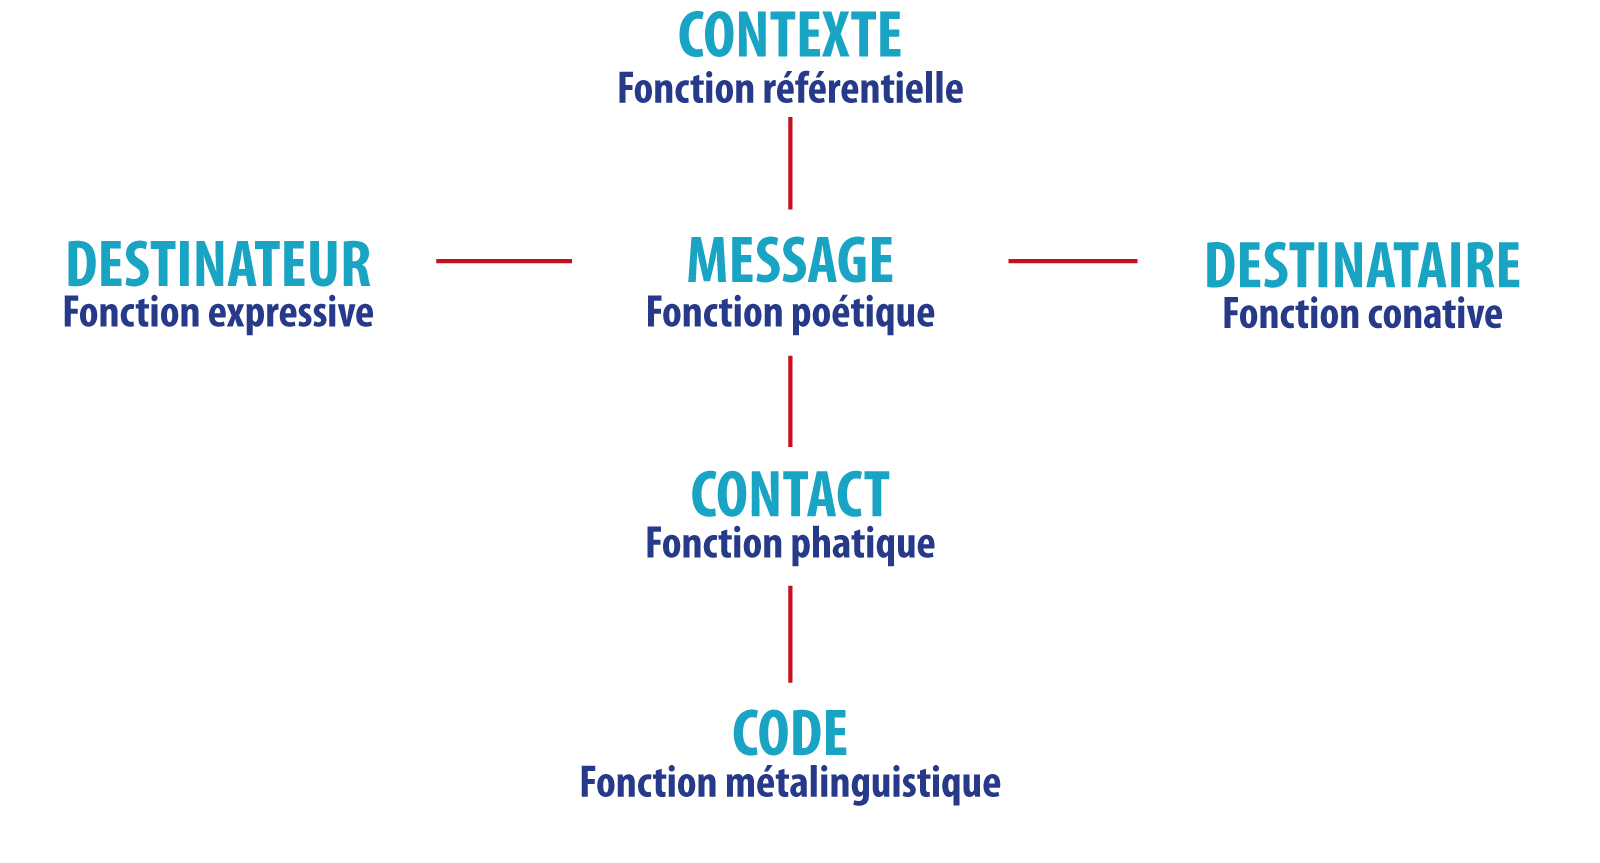 CONTEXTE
Fonction référentielle
DESTINATEUR
Fonction expressive
MESSAGE
Fonction poétique
DESTINATAIRE
Fonction conative
CONTACT
Fonction phatique
CODE
Fonction métalinguistique